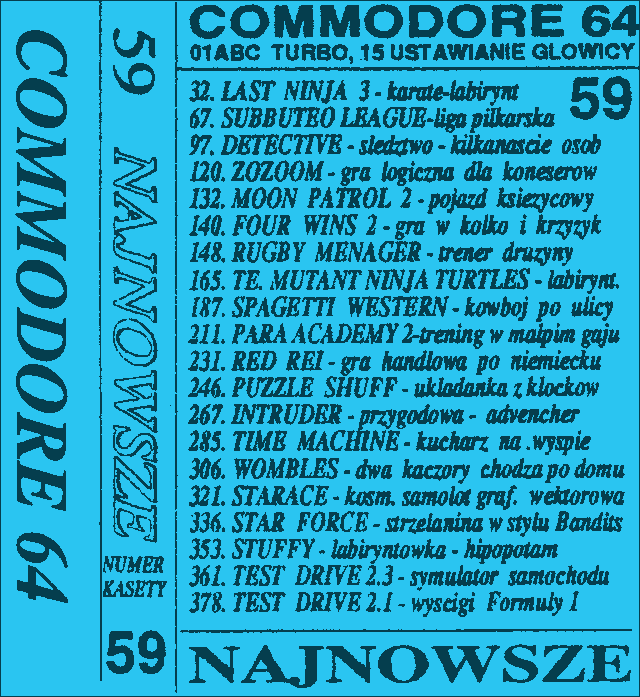 COMMODORE 64
59 NAJNOWSZE
NUMER
KASETY
59
COMMODORE 64
01ABC TURBO, 15 USTAWIANIE GLOWICY
59
32. LAST NINJA 3 - karate-labirynt
67. SUBBUTEO LEAGUE-liga pilkarska
97. DETECTIVE - sledztwo - kilkanascie osob
120. ZOZOOM - gra logiczna dla koneserow
132. MOON PATROL 2 - pojazd ksiezycowy
140. FOUR WINS 2 - gra w kolko i krzyzyk
148. RUGBY MENAGER - trener druzyny
165. TE. MUTANT NINJA TURTLES - labirynt.
187. SPAGETTI WESTERN - kowboj po ulicy
211. PARA ACADEMY 2-trening w malpim gaju
231. RED REI - gra handlowa po niemiecku
246. PUZZLE SHUFF - ukladanka z klockow
267. INTRUDER - przygodowa - advencher
285. TIME MACHINE - kucharz na .wyspie
306. WOMBLES - dwa kaczory chodza po domu
321. STARACE - kosm. samolot graf. wektorowa
336. STAR FORCE - strzelanina w stylu Bandits
353. STUFFY - labiryntowka - hipopotam
361. TEST DRIVE 2.3 - symulator samochodu
378. TEST DRIVE 2.1 - wyscigi Formuly 1
NAJNOWSZE